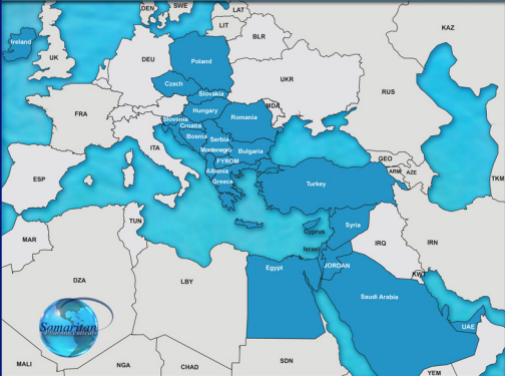 DEN
SWE
LAT
LIT
BLR
KAZ
Ireland
UK
DEU
Poland
RUS
UKR
Czech
Slovakia
FRA
Hungary
MDA
Slovenia
Romania
Croatia
Bosnia
Serbia
ITA
Montenegro
Bulgaria
FYROM
GEO
Albania
ARM
AZE
ESP
Greece
Turkey
TKM
TUN
Syria
Cyprus
MAR
IRQ
IRN
Israel
Egypt
JORDAN
KWT
DZA
LBY
Saudi Arabia
Samaritan
UAE
MALI
NGA
CHAD
SDN
YEM